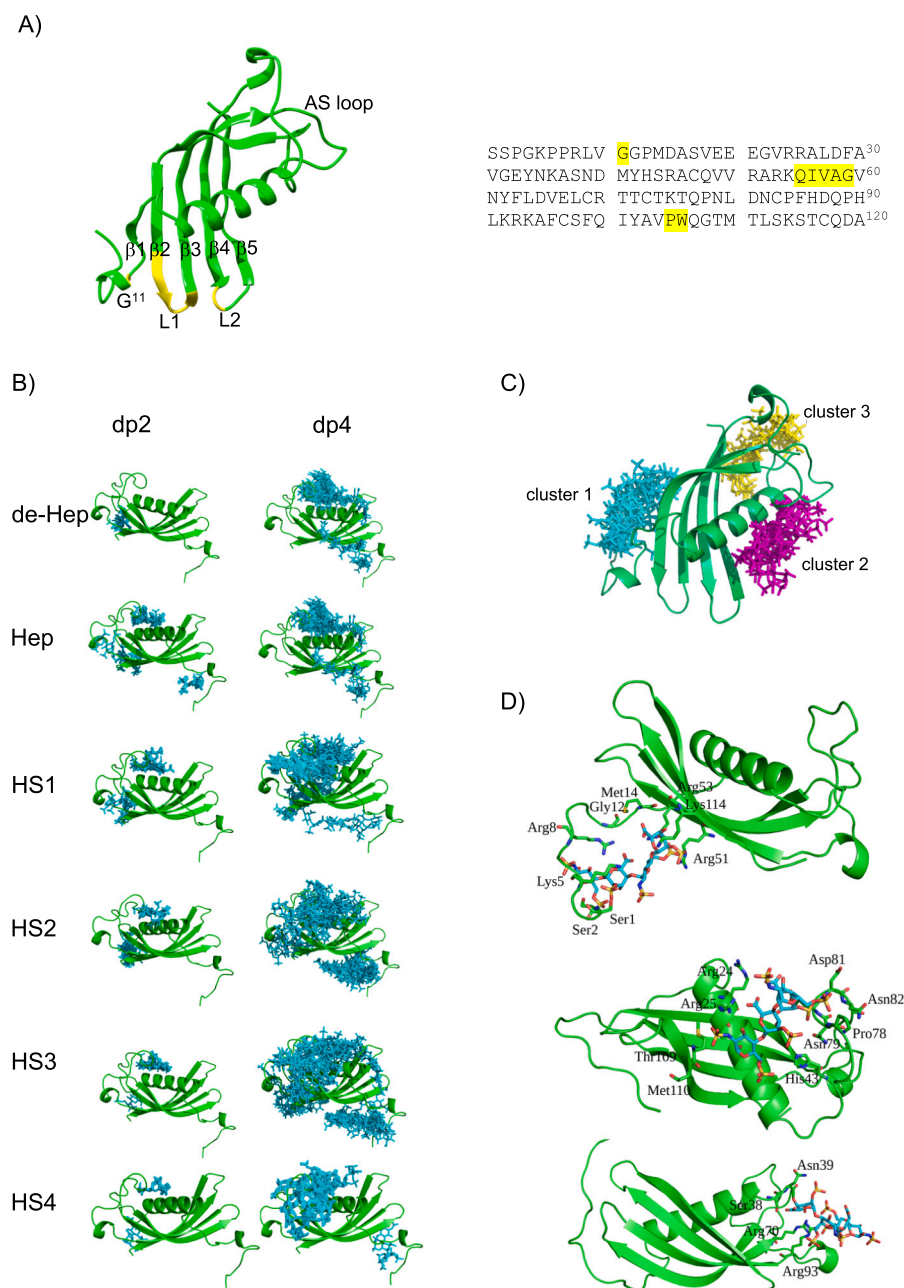 A)
AS loop
β1 β2 β3 β4 β5
G11
L1
L2
SSPGKPPRLV GGPMDASVEE EGVRRALDFA30
VGEYNKASND MYHSRACQVV RARKQIVAGV60
NYFLDVELCR TTCTKTQPNL DNCPFHDQPH90
LKRKAFCSFQ IYAVPWQGTM TLSKSTCQDA120
B)
dp2 dp4
de-Hep
Hep
HS1
HS2
HS3
HS4
C)
cluster 3
cluster 1
cluster 2
D)
Arg53
Met14
Lys114
Gly12
Arg8
Arg51
Lys5
Ser1
Ser2
Asp81
Arg24
Asn82
Arg25
Pro78
Asn79
Thr109
His43
Met110
Asn39
Ser38
Arg70
Arg93